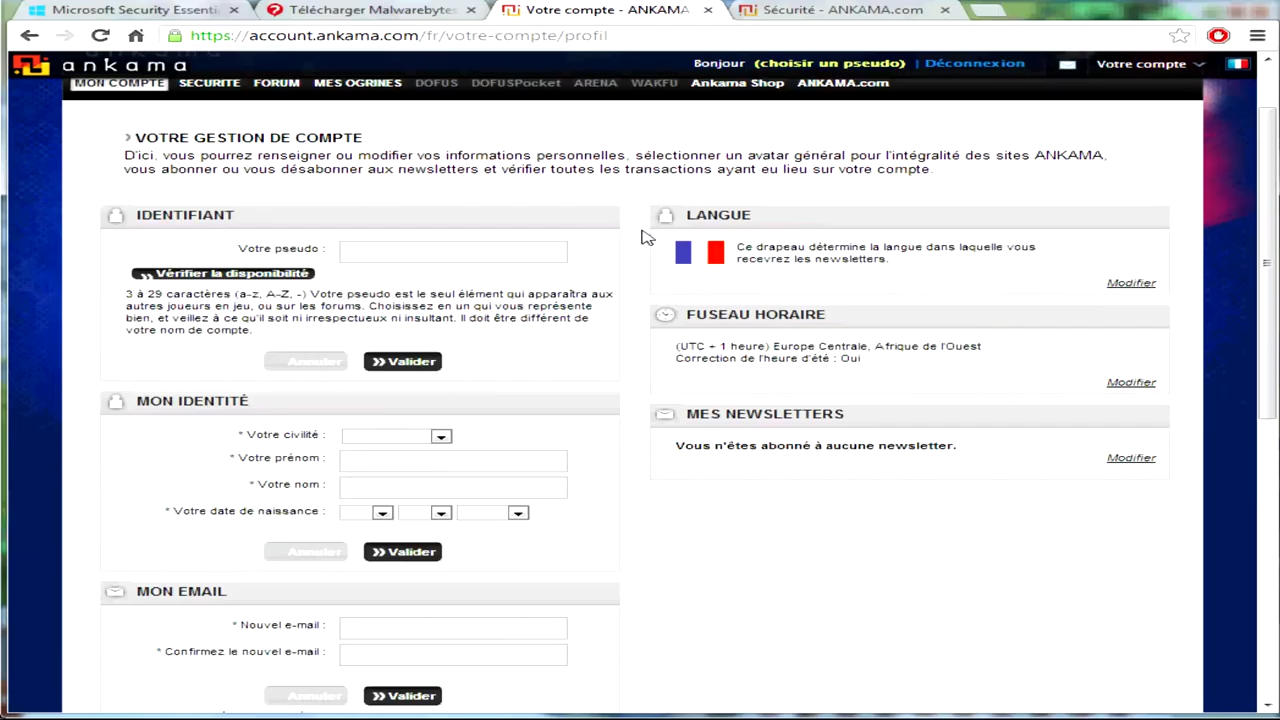 Microsoft Security Essenti
Télécharger Malwarebytes
Votre compte - ANKAMA
Sécurité - ANKAMA.com
https://account.ankama.com/fr/votre-compte/profil
ankama
Bonjour (choisir un pseudo) Déconnexion
Votre compte
MON COMPTE SECURITE FORUM MES OGRINES DOFUS DOFUSPocket ARENA WAKFU Ankama Shop ANKAMA.com
VOTRE GESTION DE COMPTE
D'ici, vous pourrez renseigner ou modifier vos informations personnelles, sélectionner un avatar général pour l'intégralité des sites ANKAMA,
vous abonner ou vous désabonner aux newsletters et vérifier toutes les transactions ayant eu lieu sur votre compte.
IDENTIFIANT
Votre pseudo :
Vérifier la disponibilité
3 à 29 caractères (a-z, A-Z, -) Votre pseudo est le seul élément qui apparaîtra aux
autres joueurs en jeu, ou sur les forums. Choisissez en un qui vous représente
bien, et veillez à ce qu'il soit ni irrespectueux ni insultant. Il doit être différent de
votre nom de compte.
Annuler
Valider
MON IDENTITÉ
* Votre civilité :
* Votre prénom :
* Votre nom :
* Votre date de naissance :
Annuler
Valider
MON EMAIL
* Nouvel e-mail :
* Confirmez le nouvel e-mail :
Annuler
Valider
LANGUE
Ce drapeau détermine la langue dans laquelle vous
recevrez les newsletters.
Modifier
FUSEAU HORAIRE
(UTC + 1 heure) Europe Centrale, Afrique de l'Ouest
Correction de l'heure d'été : Oui
Modifier
MES NEWSLETTERS
Vous n'êtes abonné à aucune newsletter.
Modifier